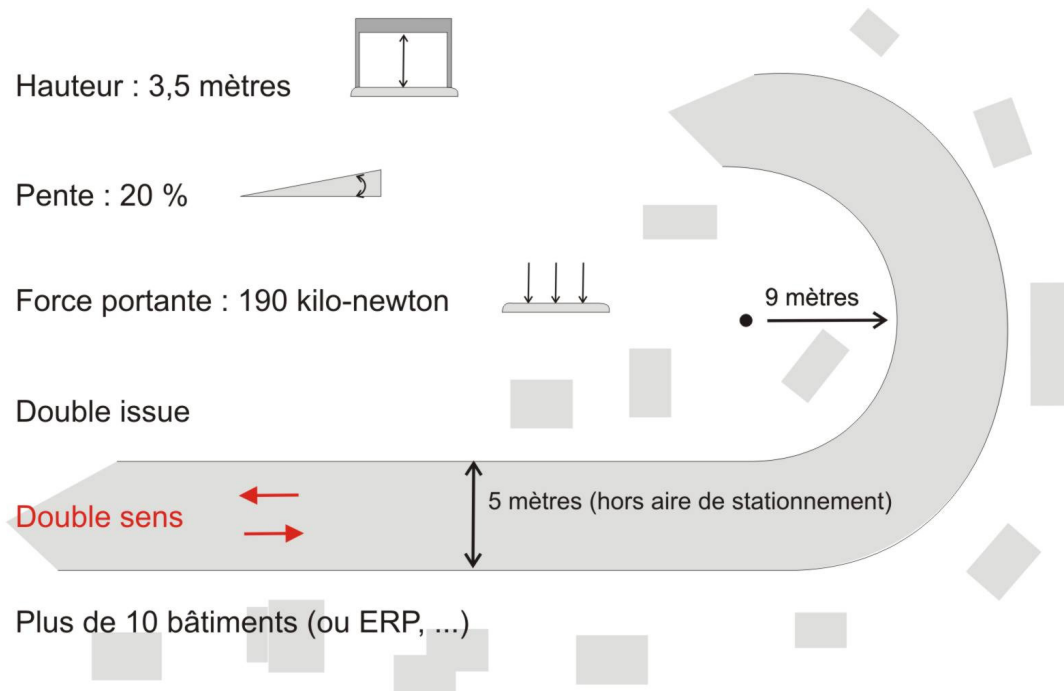 Hauteur : 3,5 mètres
Pente : 20 %
Force portante : 190 kilo-newton
9 mètres
Double issue
Double sens
5 mètres (hors aire de stationnement)
Plus de 10 bâtiments (ou ERP, ...)